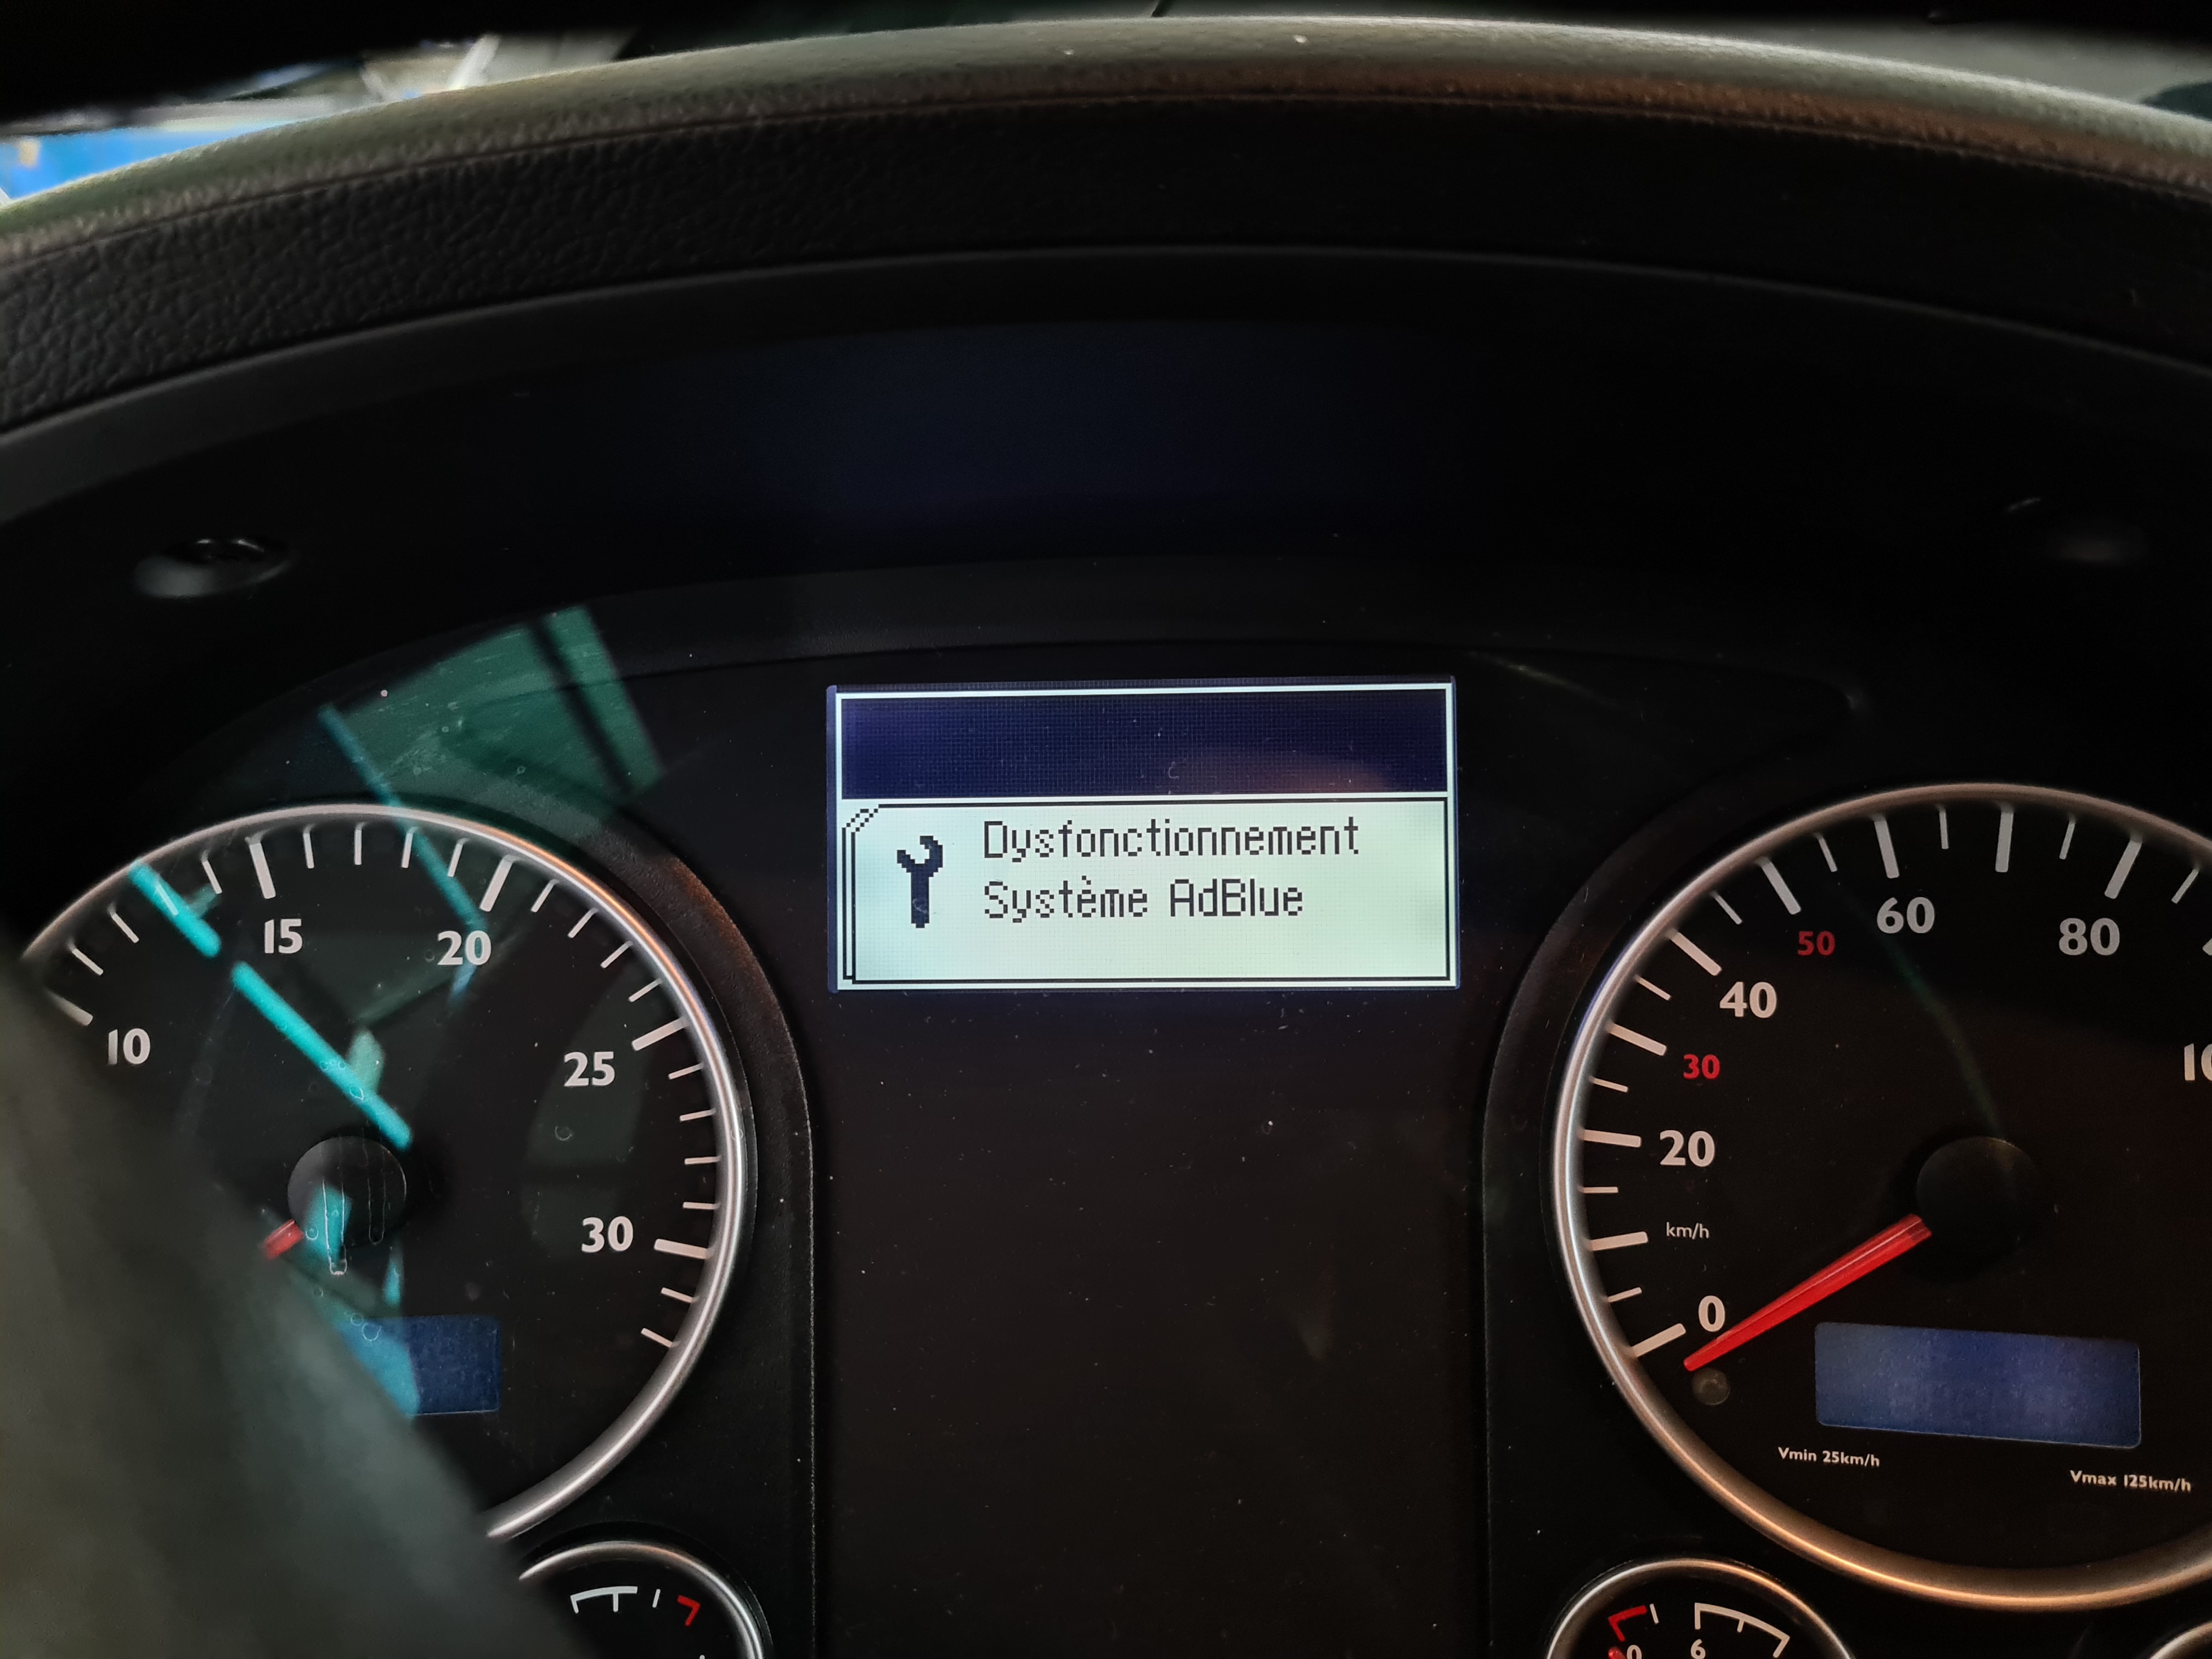 Dysfonctionnement
Système AdBlue
10
15
20
25
30
0
20
30
40
50
60
80
km/h
Vmin 25km/h
Vmax 125km/h
6